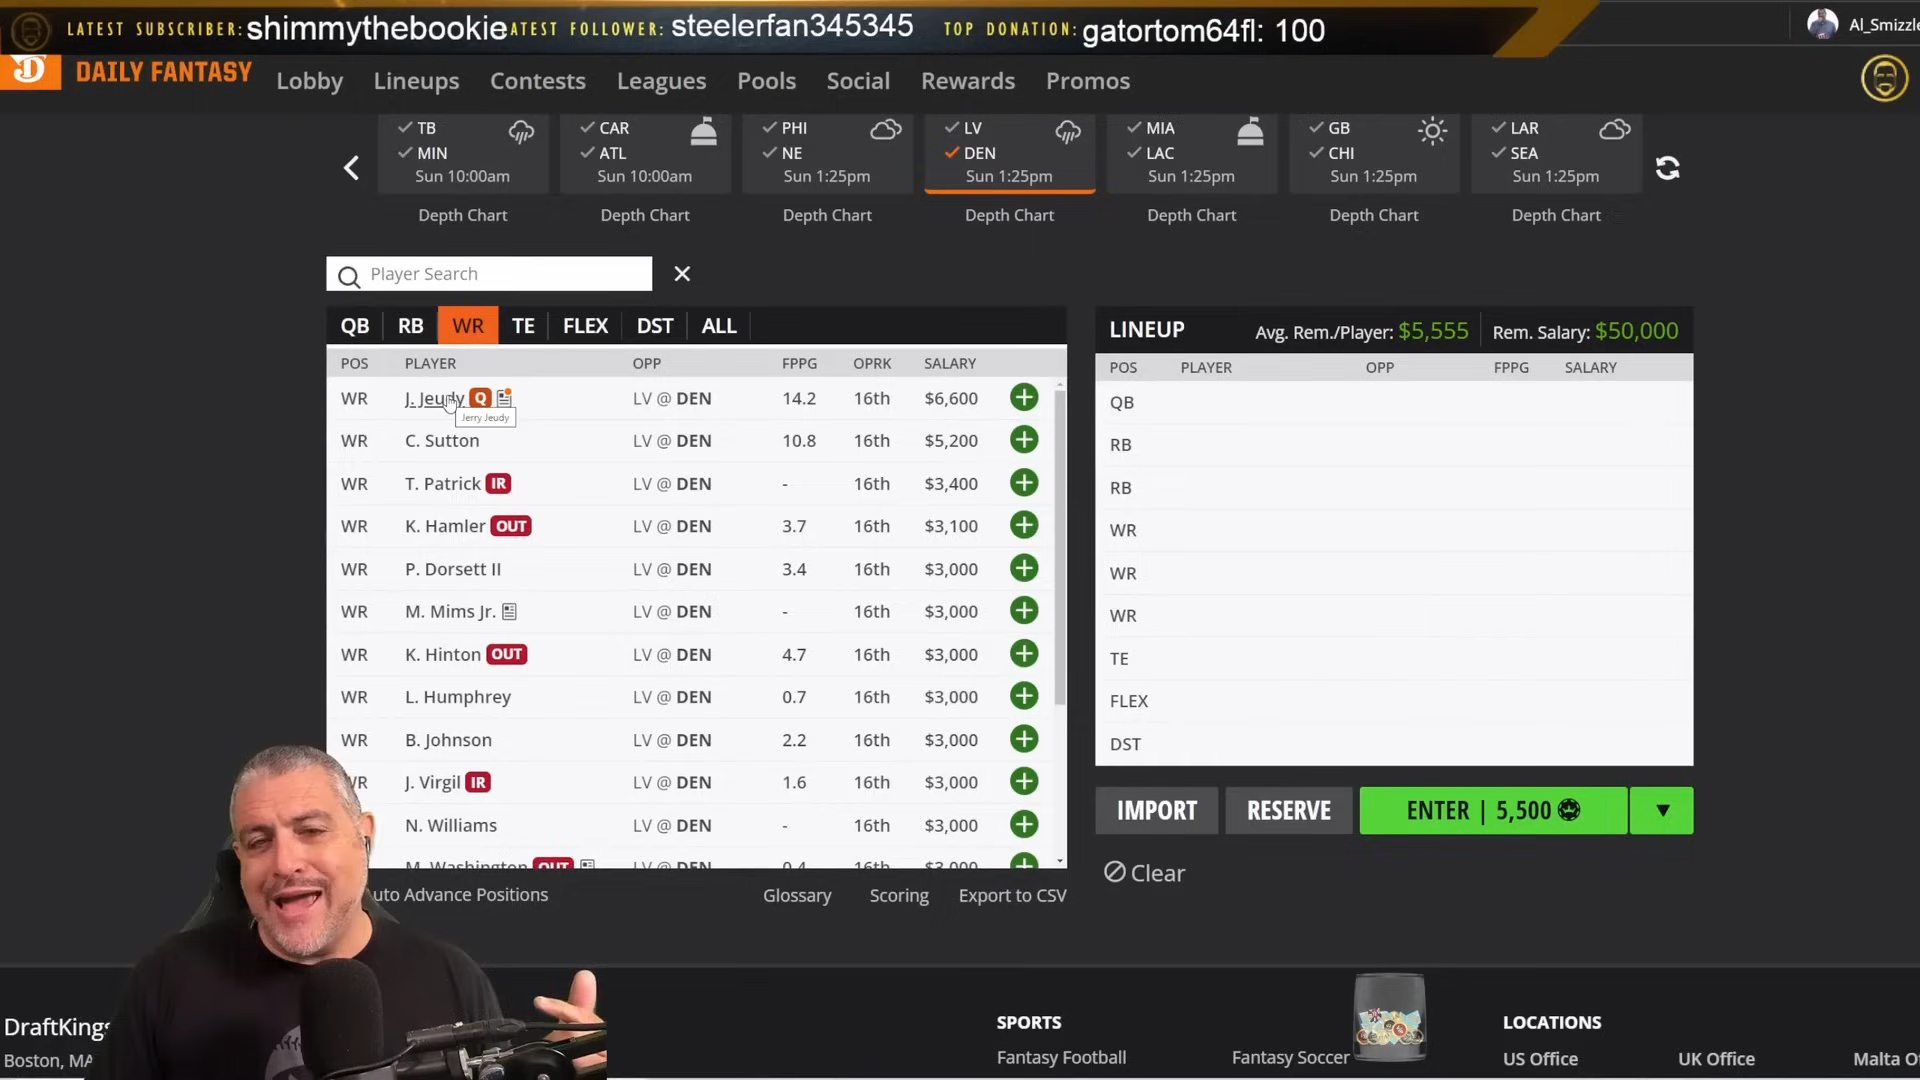 LATEST SUBSCRIBER: shimmythebookie ATEST FOLLOWER: steelerfan345345 TOP DONATION: gatortom64fl: 100
Al_Smizzle
DAILY FANTASY Lobby Lineups Contests Leagues Pools Social Rewards Promos
TB MIN Sun 10:00am
CAR ATL Sun 10:00am
PHI NE Sun 1:25pm
LV DEN Sun 1:25pm
MIA LAC Sun 1:25pm
GB CHI Sun 1:25pm
LAR SEA Sun 1:25pm
Depth Chart Depth Chart Depth Chart Depth Chart Depth Chart Depth Chart Depth Chart
Player Search
QB RB WR TE FLEX DST ALL
POS PLAYER OPP FPPG OPRK SALARY
WR J. Jeudy Q LV @ DEN 14.2 16th $6,600
Jerry Jeudy
WR C. Sutton LV @ DEN 10.8 16th $5,200
WR T. Patrick IR LV @ DEN - 16th $3,400
WR K. Hamler OUT LV @ DEN 3.7 16th $3,100
WR P. Dorsett II LV @ DEN 3.4 16th $3,000
WR M. Mims Jr. LV @ DEN - 16th $3,000
WR K. Hinton OUT LV @ DEN 4.7 16th $3,000
WR L. Humphrey LV @ DEN 0.7 16th $3,000
WR B. Johnson LV @ DEN 2.2 16th $3,000
WR J. Virgil IR LV @ DEN 1.6 16th $3,000
N. Williams LV @ DEN - 16th $3,000
M. Washington OUT LV @ DEN 0.4 16th $3,000
uto Advance Positions Glossary Scoring Export to CSV
LINEUP Avg. Rem./Player: $5,555 Rem. Salary: $50,000
POS PLAYER OPP FPPG SALARY
QB
RB
RB
WR
WR
WR
TE
FLEX
DST
IMPORT RESERVE ENTER | 5,500
Clear
DraftKings
Boston, MA
SPORTS
Fantasy Football Fantasy Soccer
LOCATIONS
US Office UK Office Malta O